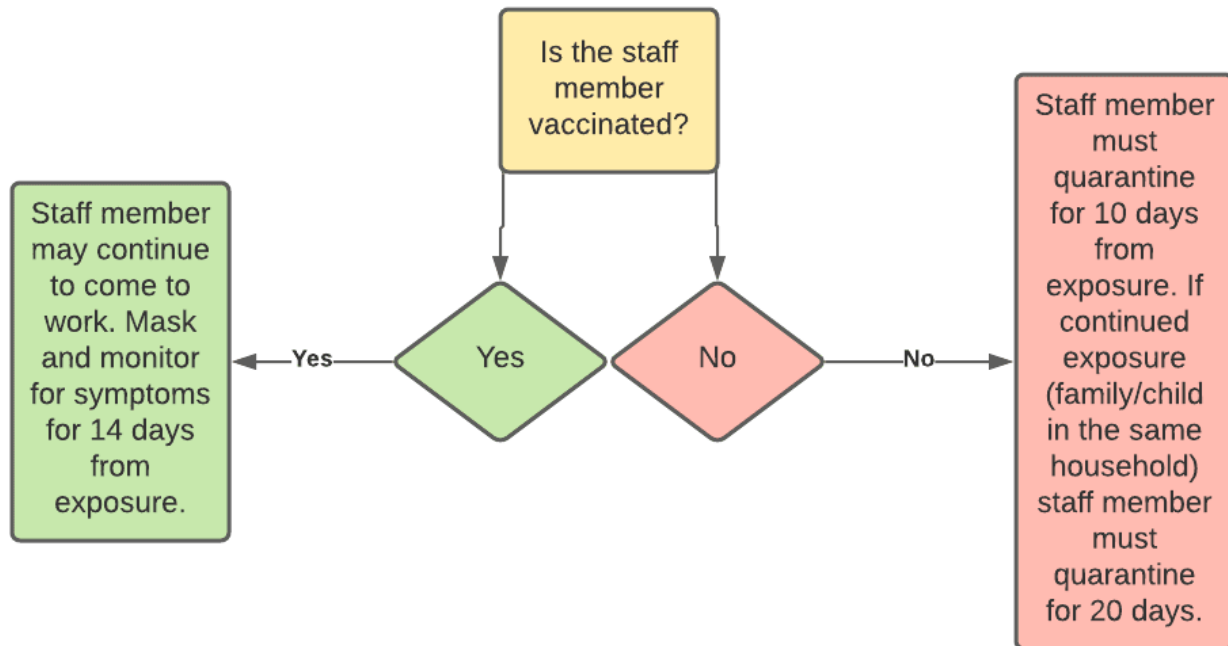 Is the staff
member
vaccinated?
Staff member
may continue
to come to
work. Mask
and monitor
for symptoms
for 14 days
from
exposure.
Yes
Yes
No
No
Staff member
must
quarantine
for 10 days
from
exposure. If
continued
exposure
(family/child
in the same
household)
staff member
must
quarantine
for 20 days.